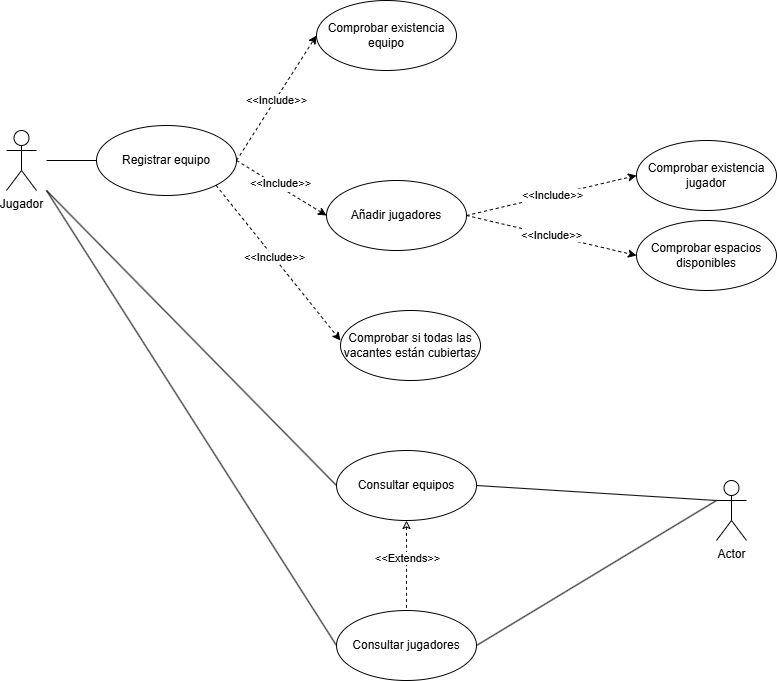 Comprobar existencia
equipo
<<Include>>
Registrar equipo
Jugador
<<Include>>
Añadir jugadores
<<Include>>
Comprobar existencia
jugador
<<Include>>
Comprobar espacios
disponibles
<<Include>>
Comprobar si todas las
vacantes están cubiertas
Consultar equipos
<<Extends>>
Actor
Consultar jugadores